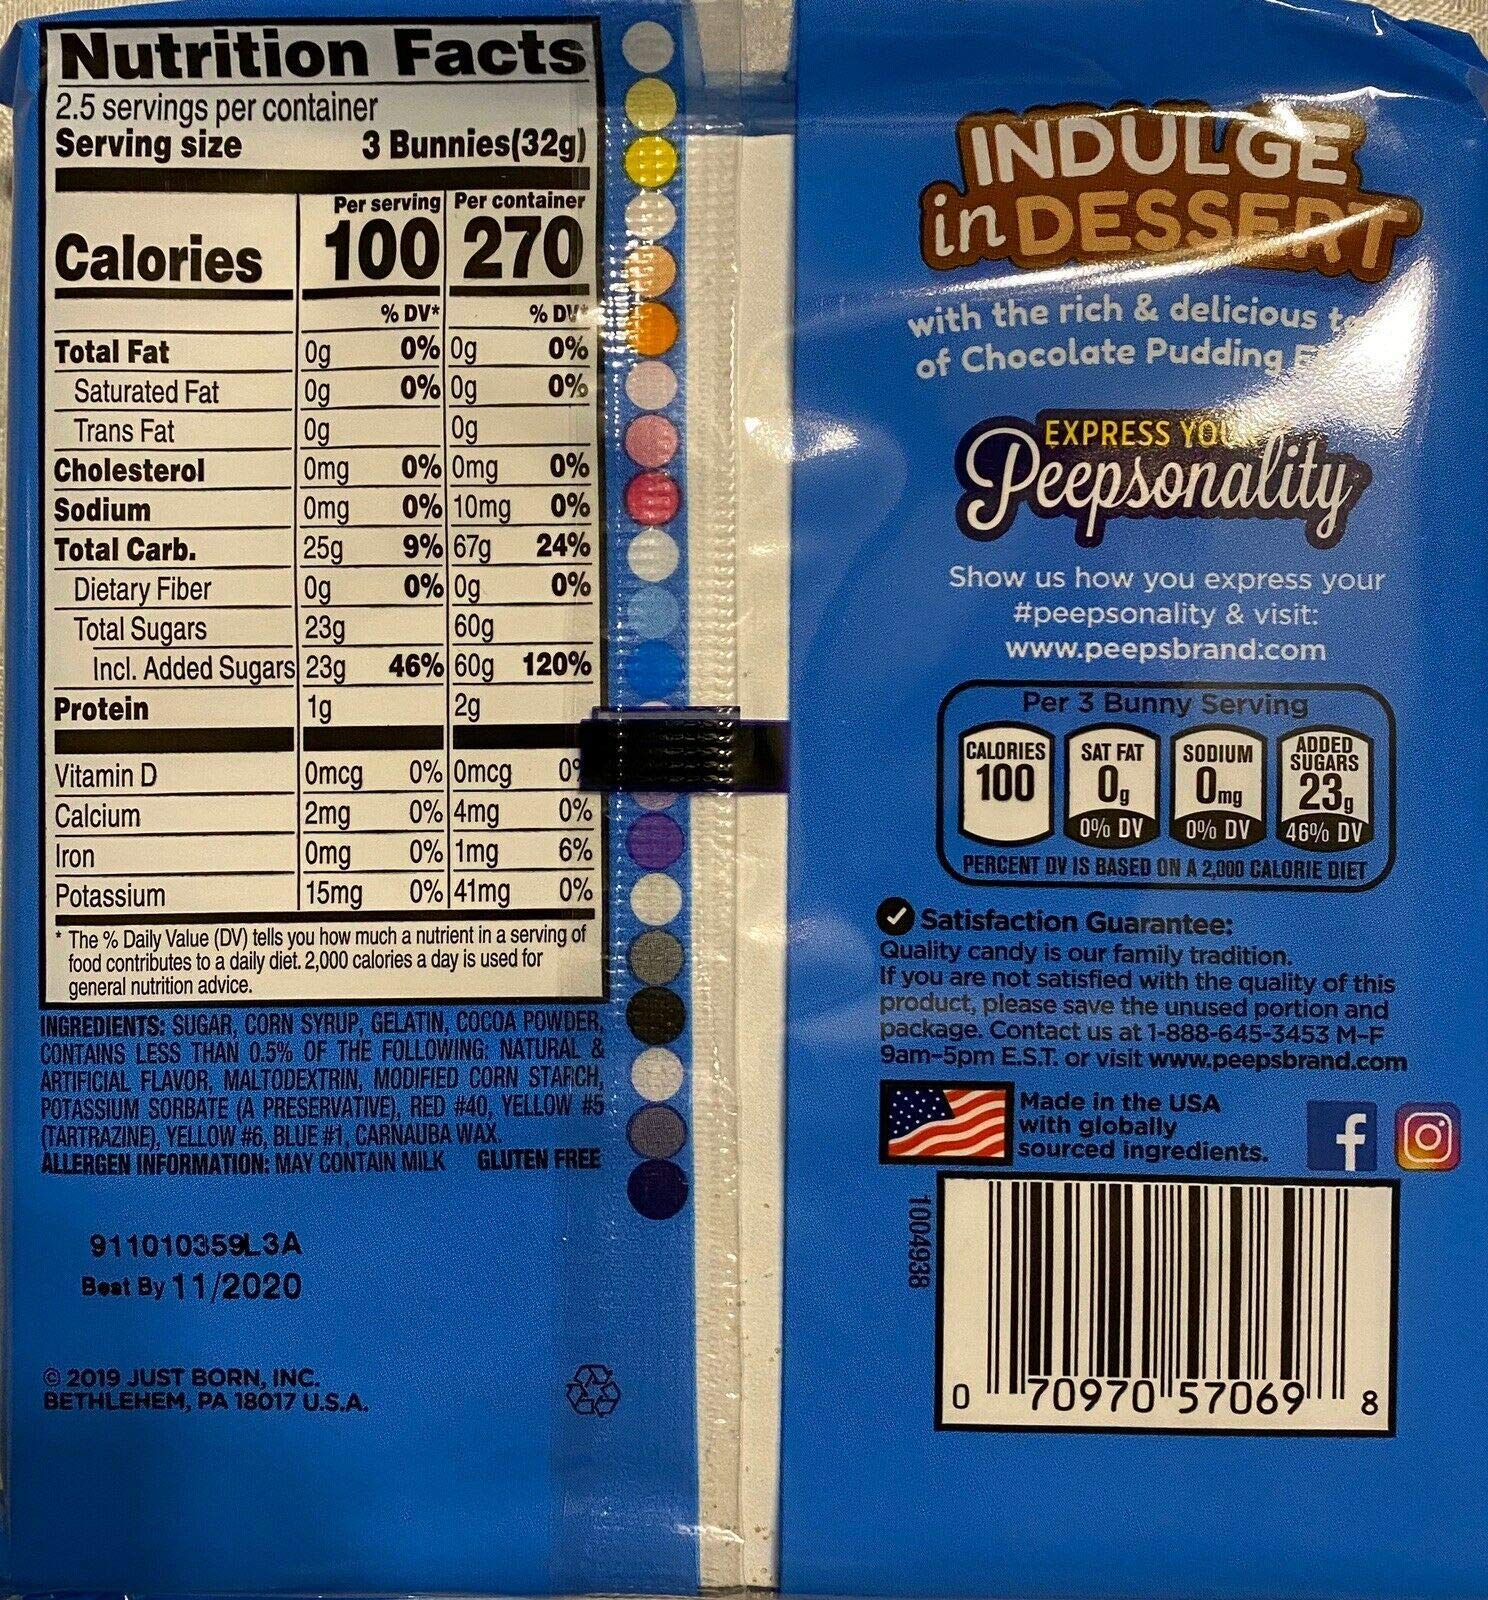 Nutrition Facts
2.5 servings per container
Serving size 3 Bunnies(32g)
Per serving Per container
Calories 100 270
% DV* % DV*
Total Fat 0g 0% 0g 0%
Saturated Fat 0g 0% 0g 0%
Trans Fat 0g 0g
Cholesterol 0mg 0% 0mg 0%
Sodium 0mg 0% 10mg 0%
Total Carb. 25g 9% 67g 24%
Dietary Fiber 0g 0% 0g 0%
Total Sugars 23g 60g
Incl. Added Sugars 23g 46% 60g 120%
Protein 1g 2g
Vitamin D 0mcg 0% 0mcg 0%
Calcium 2mg 0% 4mg 0%
Iron 0mg 0% 1mg 6%
Potassium 15mg 0% 41mg 0%
* The % Daily Value (DV) tells you how much a nutrient in a serving of
food contributes to a daily diet. 2,000 calories a day is used for
general nutrition advice.
INGREDIENTS: SUGAR, CORN SYRUP, GELATIN, COCOA POWDER,
CONTAINS LESS THAN 0.5% OF THE FOLLOWING: NATURAL &
ARTIFICIAL FLAVOR, MALTODEXTRIN, MODIFIED CORN STARCH,
POTASSIUM SORBATE (A PRESERVATIVE), RED #40, YELLOW #5
(TARTRAZINE), YELLOW #6, BLUE #1, CARNAUBA WAX.
ALLERGEN INFORMATION: MAY CONTAIN MILK GLUTEN FREE
911010359L3A
Best By 11/2020
© 2019 JUST BORN, INC.
BETHLEHEM, PA 18017 U.S.A.
INDULGE
in DESSERT
with the rich & delicious
of Chocolate Pudding
EXPRESS YOUR
Peepsonality
Show us how you express your
#peepsonality & visit:
www.peepsbrand.com
Per 3 Bunny Serving
CALORIES 100
SAT FAT 0g 0% DV
SODIUM 0mg 0% DV
ADDED SUGARS 23g 46% DV
PERCENT DV IS BASED ON A 2,000 CALORIE DIET
Satisfaction Guarantee:
Quality candy is our family tradition.
If you are not satisfied with the quality of this
product, please save the unused portion and
package. Contact us at 1-888-645-3453 M-F
9am-5pm E.S.T. or visit www.peepsbrand.com
Made in the USA
with globally
sourced ingredients.
f
1004938
0 70970 57069 8